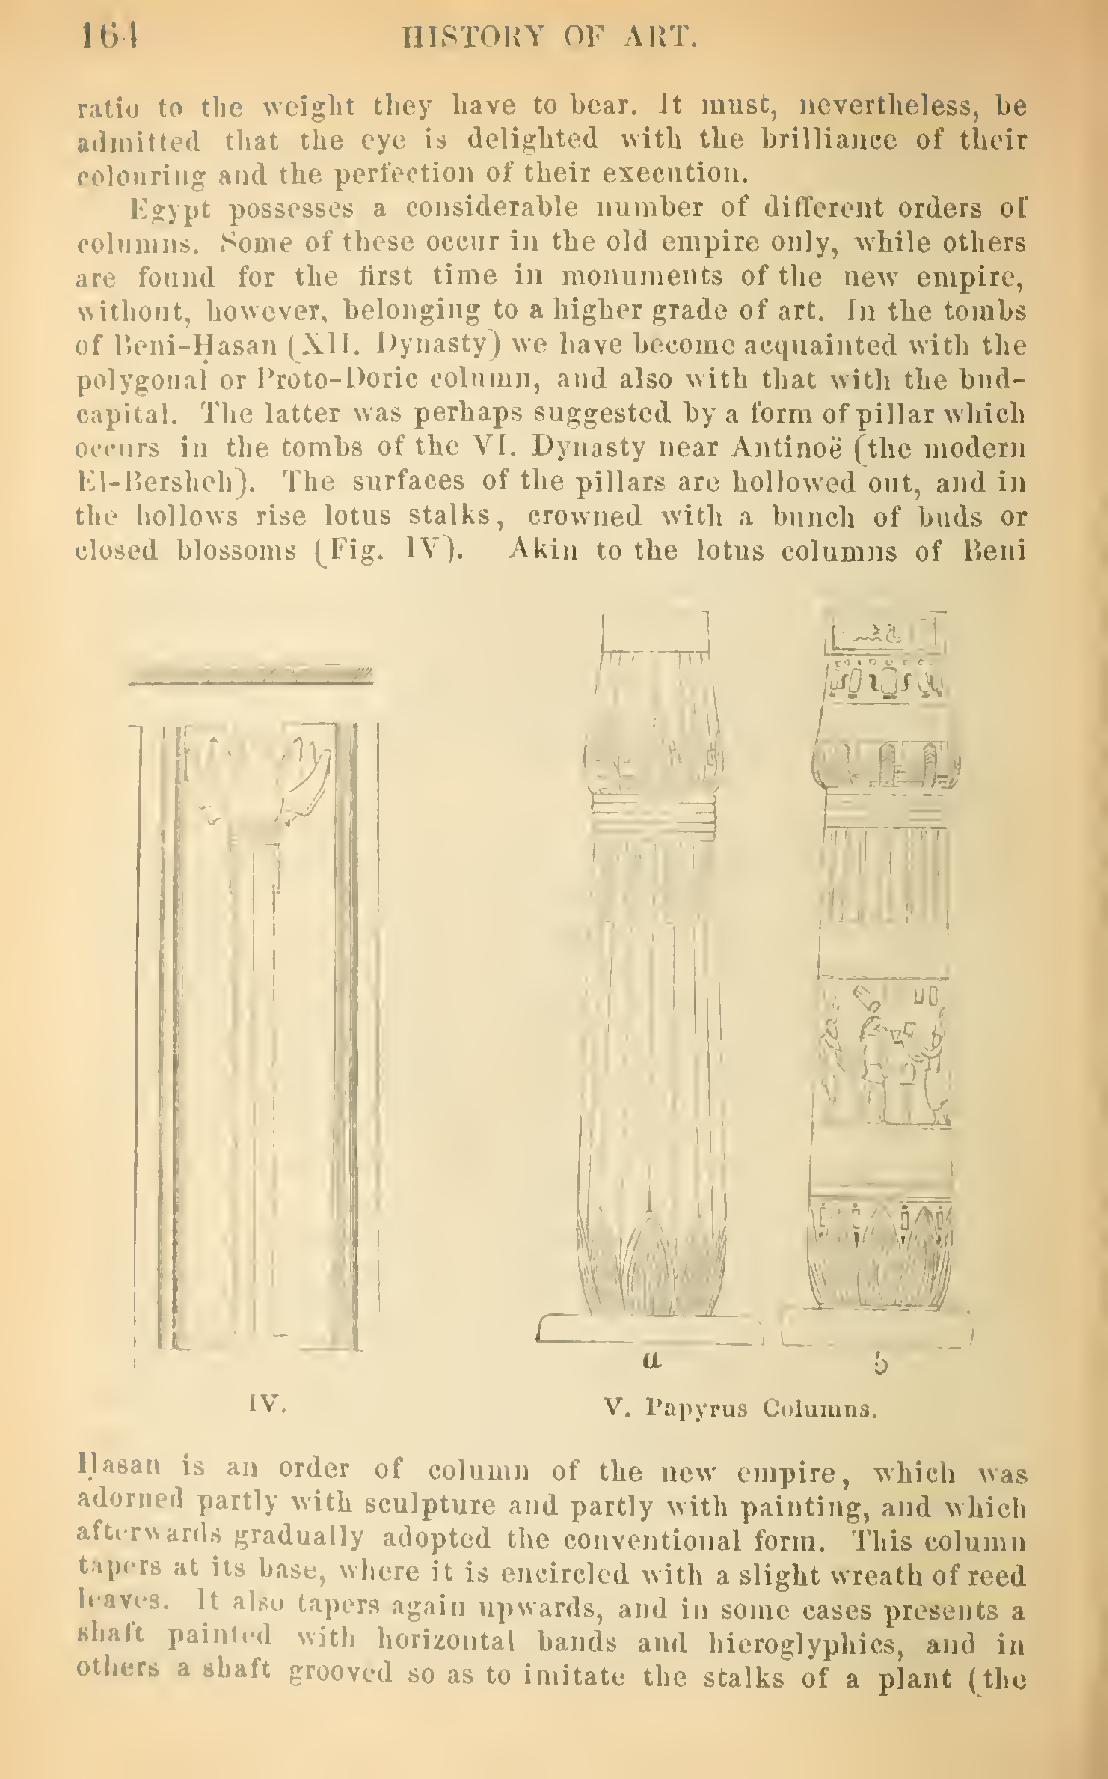 164 HISTORY OF ART.
ratio to the weight they have to bear. It must, nevertheless, be
admitted that the eye is delighted with the brilliance of their
colouring and the perfection of their execution.
Egypt possesses a considerable number of different orders of
columns. Some of these occur in the old empire only, while others
are found for the first time in monuments of the new empire,
without, however, belonging to a higher grade of art. In the tombs
of Beni-Ḥasan (XII. Dynasty) we have become acquainted with the
polygonal or Proto-Doric column, and also with that with the bud-
capital. The latter was perhaps suggested by a form of pillar which
occurs in the tombs of the VI. Dynasty near Antinoë (the modern
El-Bersheh). The surfaces of the pillars are hollowed out, and in
the hollows rise lotus stalks, crowned with a bunch of buds or
closed blossoms (Fig. IV). Akin to the lotus columns of Beni
a b
IV. V. Papyrus Columns.
Ḥasan is an order of column of the new empire, which was
adorned partly with sculpture and partly with painting, and which
afterwards gradually adopted the conventional form. This column
tapers at its base, where it is encircled with a slight wreath of reed
leaves. It also tapers again upwards, and in some cases presents a
shaft painted with horizontal bands and hieroglyphics, and in
others a shaft grooved so as to imitate the stalks of a plant (the